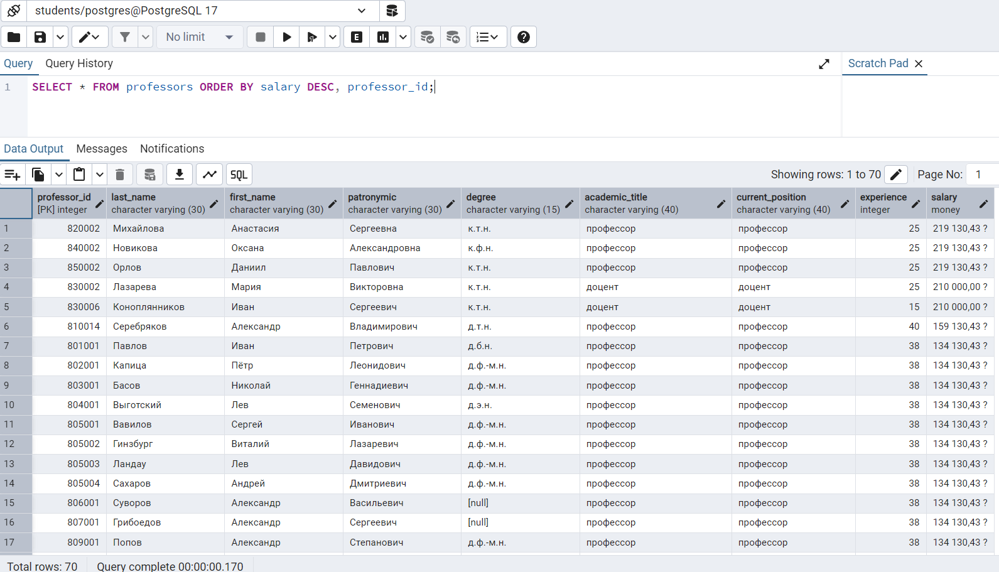 students/postgres@PostgreSQL 17
No limit
E
Query Query History
Scratch Pad
1 SELECT * FROM professors ORDER BY salary DESC, professor_id;
Data Output Messages Notifications
SQL Showing rows: 1 to 70 Page No: 1
professor_id last_name first_name patronymic degree academic_title current_position experience salary
[PK] integer character varying (30) character varying (30) character varying (30) character varying (15) character varying (40) character varying (40) integer money
1 820002 Михайлова Анастасия Сергеевна к.т.н. профессор профессор 25 219 130,43 ?
2 840002 Новикова Оксана Александровна к.ф.н. профессор профессор 25 219 130,43 ?
3 850002 Орлов Даниил Павлович к.т.н. профессор профессор 25 219 130,43 ?
4 830002 Лазарева Мария Викторовна к.т.н. доцент доцент 25 210 000,00 ?
5 830006 Коноплянников Иван Сергеевич к.т.н. доцент доцент 15 210 000,00 ?
6 810014 Серебряков Александр Владимирович д.т.н. профессор профессор 40 159 130,43 ?
7 801001 Павлов Иван Петрович д.б.н. профессор профессор 38 134 130,43 ?
8 802001 Капица Пётр Леонидович д.ф.-м.н. профессор профессор 38 134 130,43 ?
9 803001 Басов Николай Геннадиевич д.ф.-м.н. профессор профессор 38 134 130,43 ?
10 804001 Выготский Лев Семенович д.э.н. профессор профессор 38 134 130,43 ?
11 805001 Вавилов Сергей Иванович д.ф.-м.н. профессор профессор 38 134 130,43 ?
12 805002 Гинзбург Виталий Лазаревич д.ф.-м.н. профессор профессор 38 134 130,43 ?
13 805003 Ландау Лев Давидович д.ф.-м.н. профессор профессор 38 134 130,43 ?
14 805004 Сахаров Андрей Дмитриевич д.ф.-м.н. профессор профессор 38 134 130,43 ?
15 806001 Суворов Александр Васильевич [null] профессор профессор 38 134 130,43 ?
16 807001 Грибоедов Александр Сергеевич [null] профессор профессор 38 134 130,43 ?
17 809001 Попов Александр Степанович д.ф.-м.н. профессор профессор 38 134 130,43 ?
Total rows: 70 Query complete 00:00:00.170